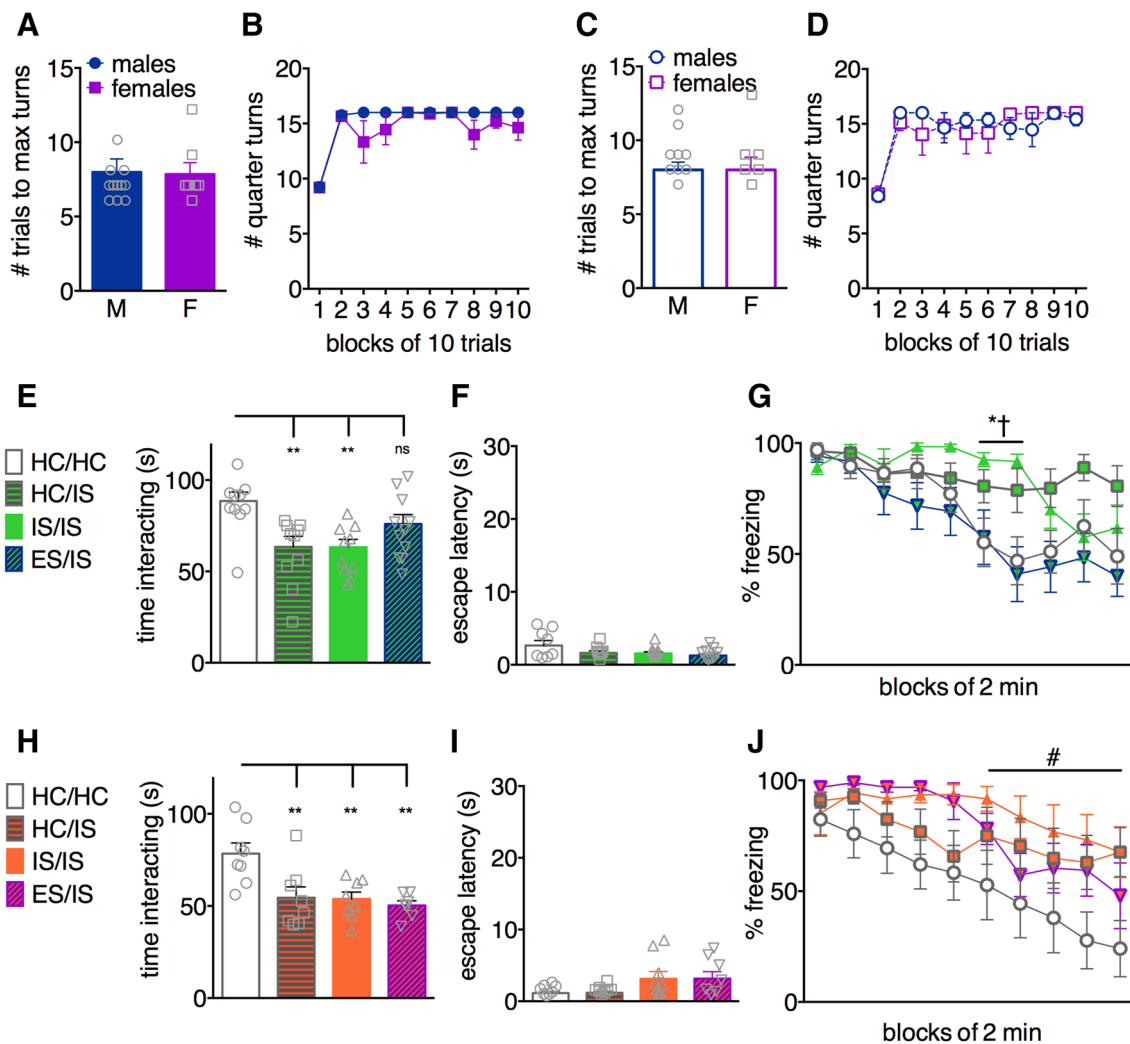 A
# trials to max turns
15
10
5
0
males
females
M
F
B
# quarter turns
20
15
10
5
0
1 2 3 4 5 6 7 8 9 10
blocks of 10 trials
C
# trials to max turns
15
10
5
0
males
females
M
F
D
# quarter turns
20
15
10
5
0
1 2 3 4 5 6 7 8 9 10
blocks of 10 trials
E
HC/HC
HC/IS
IS/IS
ES/IS
time interacting (s)
100
50
0
** ** ns
F
escape latency (s)
30
20
10
0
G
% freezing
100
50
0
*†
blocks of 2 min
H
HC/HC
HC/IS
IS/IS
ES/IS
time interacting (s)
100
50
0
** ** **
I
escape latency (s)
30
20
10
0
J
% freezing
100
50
0
#
blocks of 2 min